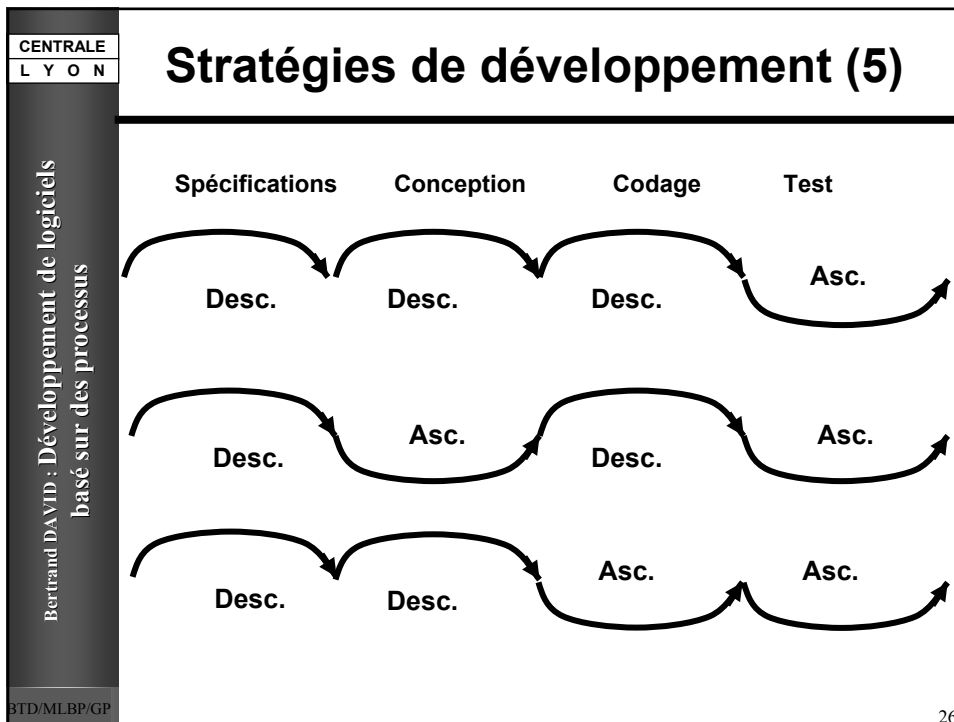 CENTRALE
L Y O N
Stratégies de développement (5)
Bertrand DAVID : Développement de logiciels
basé sur des processus
Spécifications Conception Codage Test
Desc. Desc. Desc. Asc.
Desc. Asc. Desc. Asc.
Desc. Desc. Asc. Asc.
BTD/MLBP/GP
26